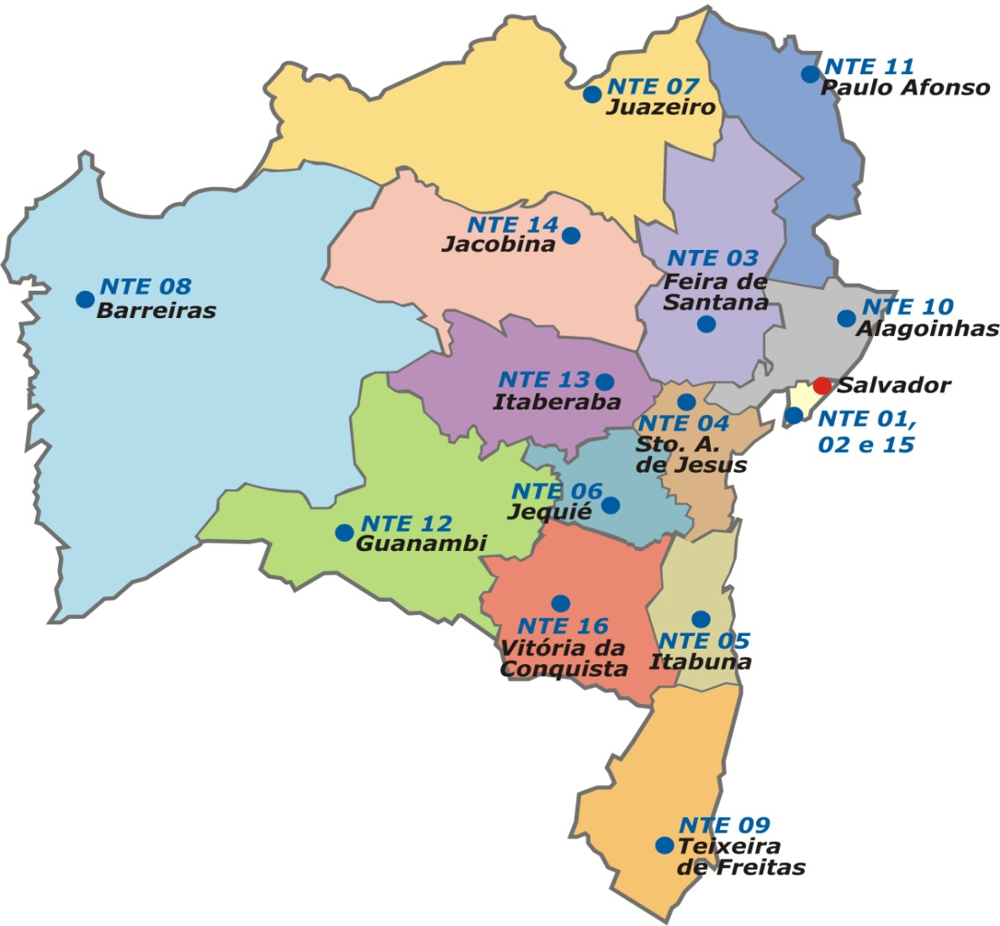 NTE 11
Paulo Afonso
NTE 07
Juazeiro
NTE 14
Jacobina
NTE 03
Feira de
Santana
NTE 08
Barreiras
NTE 10
Alagoinhas
NTE 13
Itaberaba
Salvador
NTE 01,
02 e 15
NTE 04
Sto. A.
de Jesus
NTE 06
Jequié
NTE 12
Guanambi
NTE 16
Vitória da
Conquista
NTE 05
Itabuna
NTE 09
Teixeira
de Freitas